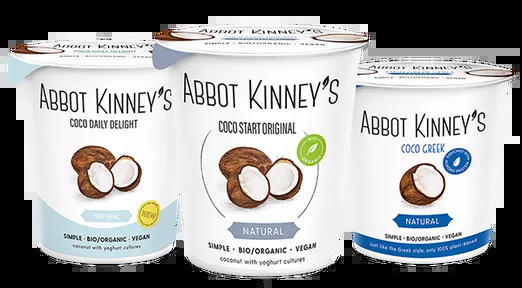 ABBOT KINNEY'S
COCO DAILY DELIGHT
NATURAL
NEW
SIMPLE • BIO/ORGANIC • VEGAN
coconut with yoghurt cultures
ABBOT KINNEY'S
COCO START ORIGINAL
BIO
ORGANIC
NATURAL
SIMPLE • BIO/ORGANIC • VEGAN
coconut with yoghurt cultures
ABBOT KINNEY'S
COCO GREEK
NATURAL
SIMPLE • BIO/ORGANIC • VEGAN
Just like the Greek style, only 100% plant-based